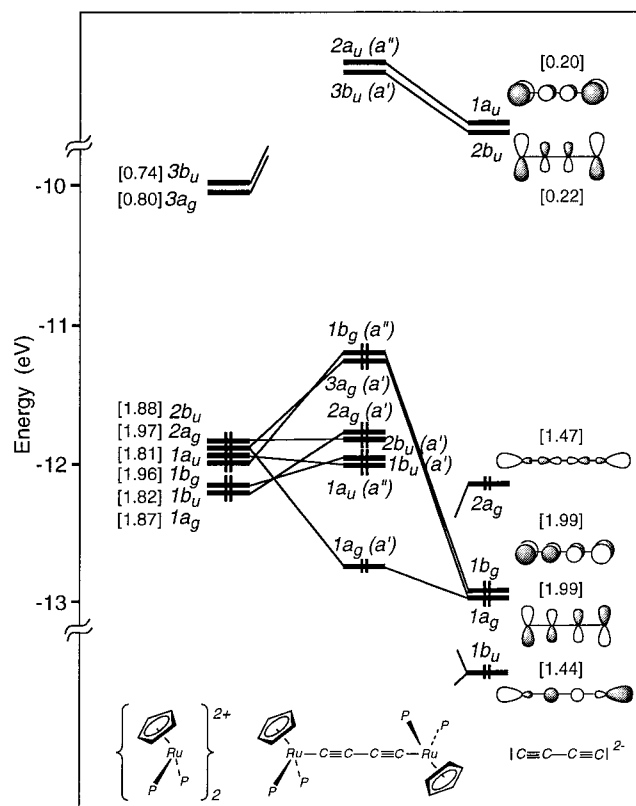 2a_u (a")
3b_u (a')
[0.20]
1a_u
2b_u
[0.22]
[0.74] 3b_u
[0.80] 3a_g
-10
-11
-12
-13
Energy (eV)
1b_g (a")
3a_g (a')
2a_g (a')
2b_u (a')
1b_u (a')
1a_u (a")
1a_g (a')
[1.88] 2b_u
[1.97] 2a_g
[1.81] 1a_u
[1.96] 1b_g
[1.82] 1b_u
[1.87] 1a_g
[1.47]
2a_g
[1.99]
1b_g
1a_g
[1.99]
1b_u
[1.44]
2+
Ru
P
P
2
Ru—C≡C—C≡C—Ru
P
P
P
P
|C≡C—C≡C|
2-